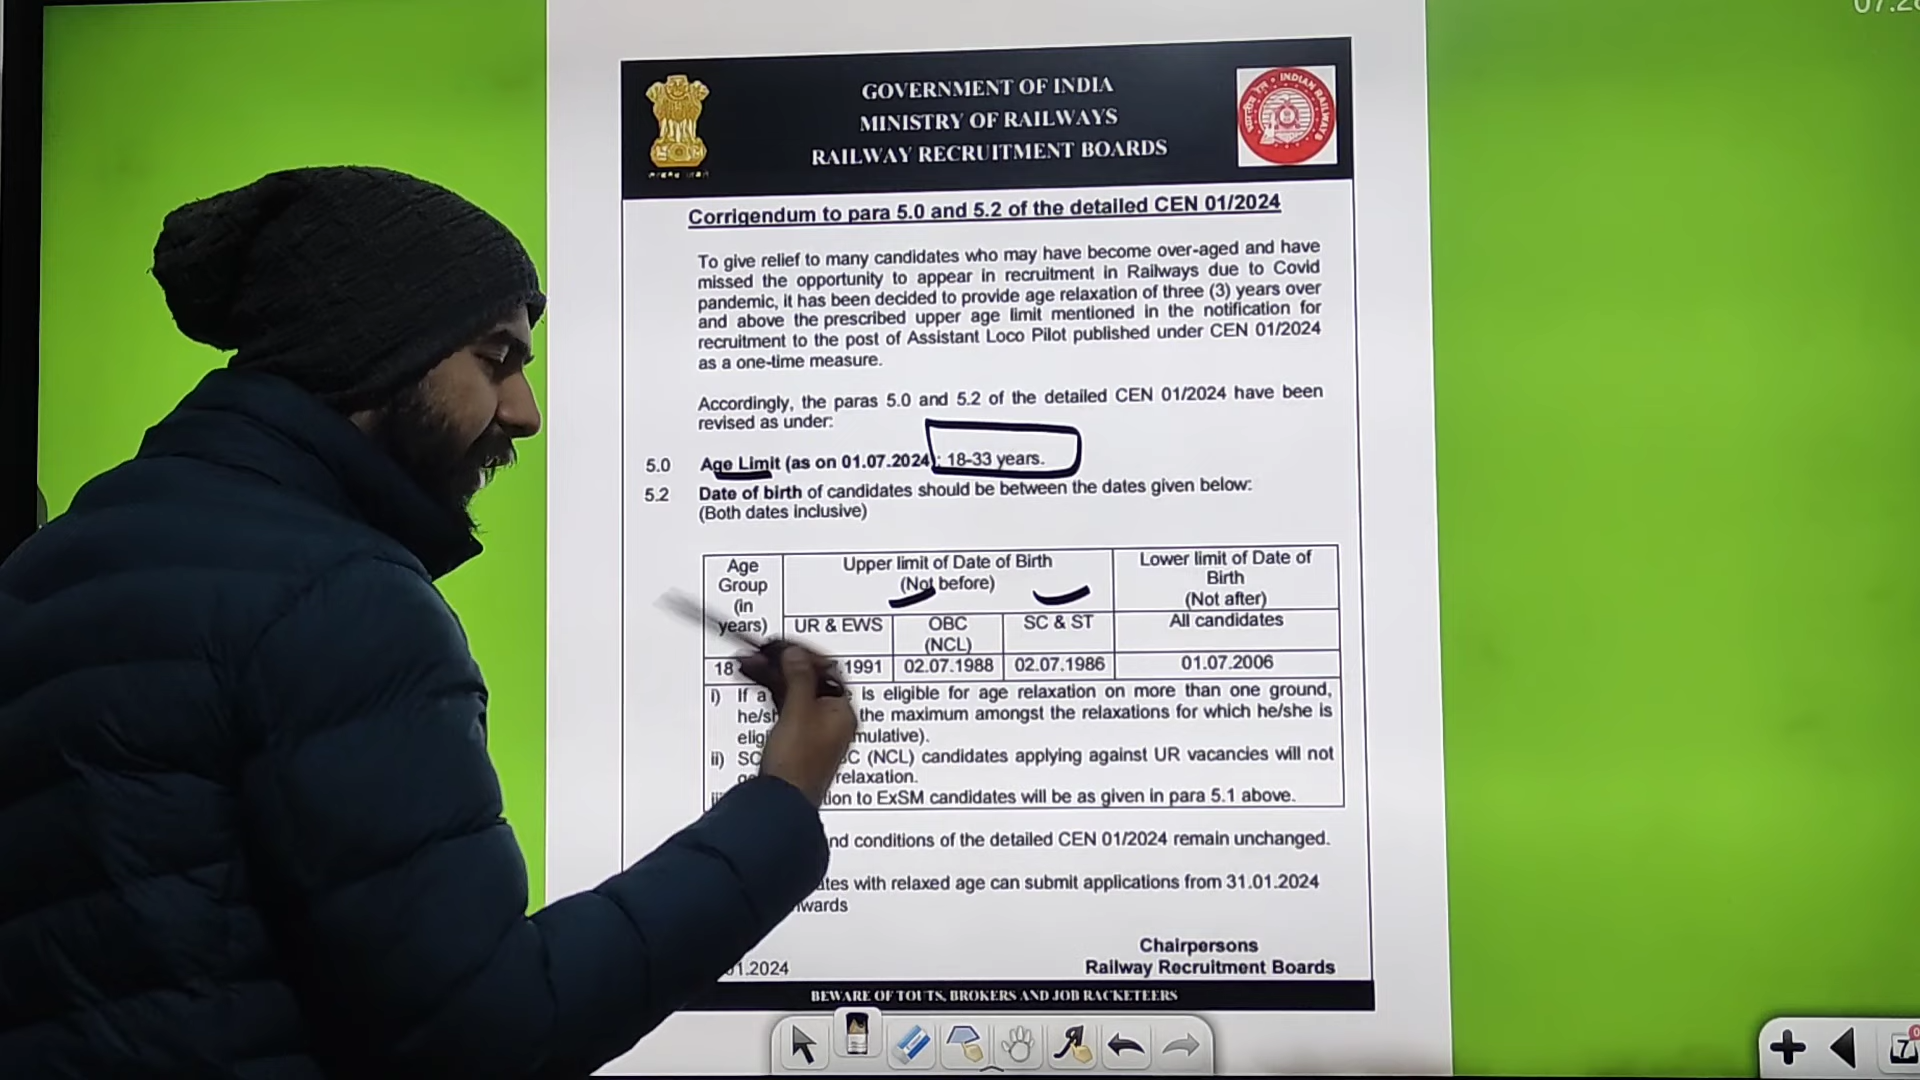 07:2
GOVERNMENT OF INDIA
MINISTRY OF RAILWAYS
RAILWAY RECRUITMENT BOARDS
INDIAN RAILWAYS
Corrigendum to para 5.0 and 5.2 of the detailed CEN 01/2024
To give relief to many candidates who may have become over-aged and have
missed the opportunity to appear in recruitment in Railways due to Covid
pandemic, it has been decided to provide age relaxation of three (3) years over
and above the prescribed upper age limit mentioned in the notification for
recruitment to the post of Assistant Loco Pilot published under CEN 01/2024
as a one-time measure.
Accordingly, the paras 5.0 and 5.2 of the detailed CEN 01/2024 have been
revised as under:
5.0 Age Limit (as on 01.07.2024): 18-33 years.
5.2 Date of birth of candidates should be between the dates given below:
(Both dates inclusive)
Age Group (in years)
Upper limit of Date of Birth
(Not before)
Lower limit of Date of Birth
(Not after)
UR & EWS OBC (NCL) SC & ST All candidates
18 .1991 02.07.1988 02.07.1986 01.07.2006
i) If a is eligible for age relaxation on more than one ground,
the maximum amongst the relaxations for which he/she is
ii) (NCL) candidates applying against UR vacancies will not
relaxation.
to ExSM candidates will be as given in para 5.1 above.
conditions of the detailed CEN 01/2024 remain unchanged.
with relaxed age can submit applications from 31.01.2024
1.2024
Chairpersons
Railway Recruitment Boards
BEWARE OF TOUTS, BROKERS AND JOB RACKETEERS
7